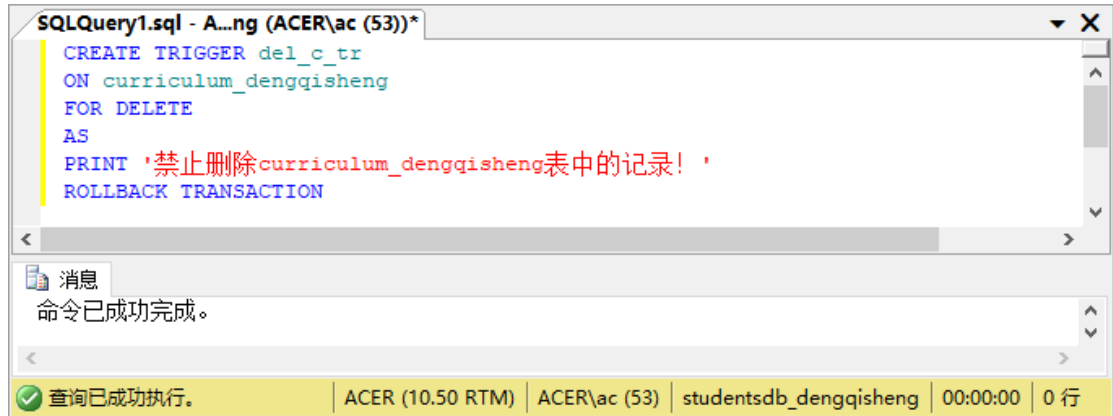 SQLQuery1.sql - A...ng (ACER\ac (53))*
CREATE TRIGGER del_c_tr
ON curriculum_dengqisheng
FOR DELETE
AS
PRINT '禁止删除curriculum_dengqisheng表中的记录！'
ROLLBACK TRANSACTION
消息
命令已成功完成。
查询已成功执行。 ACER (10.50 RTM) ACER\ac (53) studentsdb_dengqisheng 00:00:00 0 行